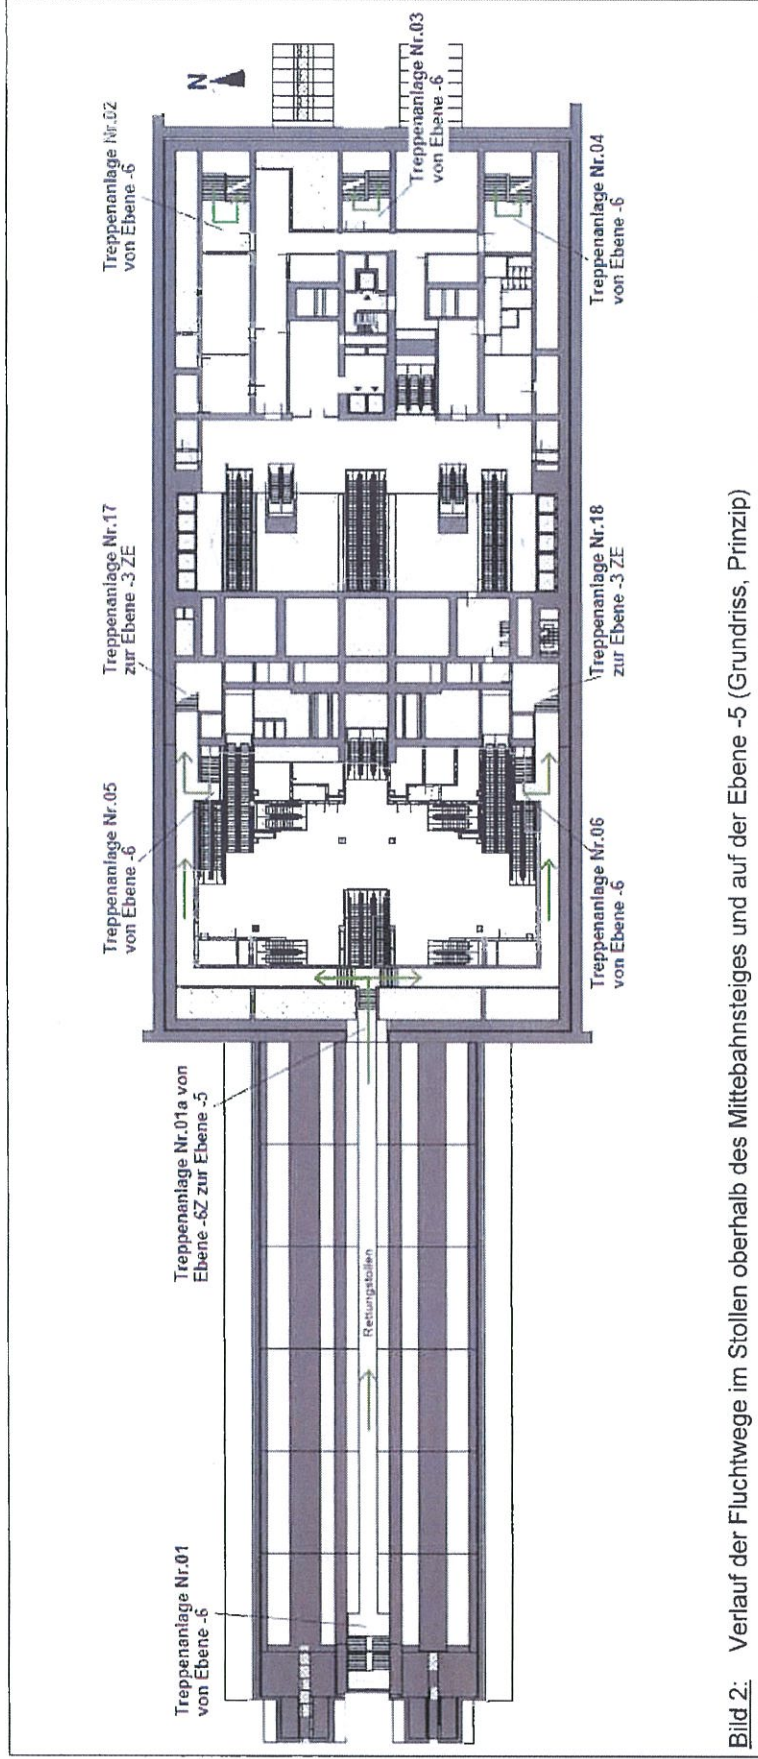 N
Treppenanlage Nr.02
von Ebene -6
Treppenanlage Nr.03
von Ebene -6
Treppenanlage Nr.04
von Ebene -6
Treppenanlage Nr.17
zur Ebene -3 ZE
Treppenanlage Nr.18
zur Ebene -3 ZE
Treppenanlage Nr.05
von Ebene -6
Treppenanlage Nr.06
von Ebene -6
Treppenanlage Nr.01a von
Ebene -6Z zur Ebene -5
Rettungsstollen
Treppenanlage Nr.01
von Ebene -6
Bild 2: Verlauf der Fluchtwege im Stollen oberhalb des Mittebahnsteiges und auf der Ebene -5 (Grundriss, Prinzip)